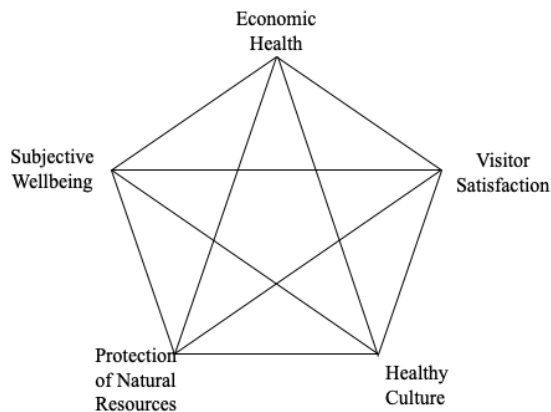 Economic
Health
Subjective
Wellbeing
Visitor
Satisfaction
Protection
of Natural
Resources
Healthy
Culture